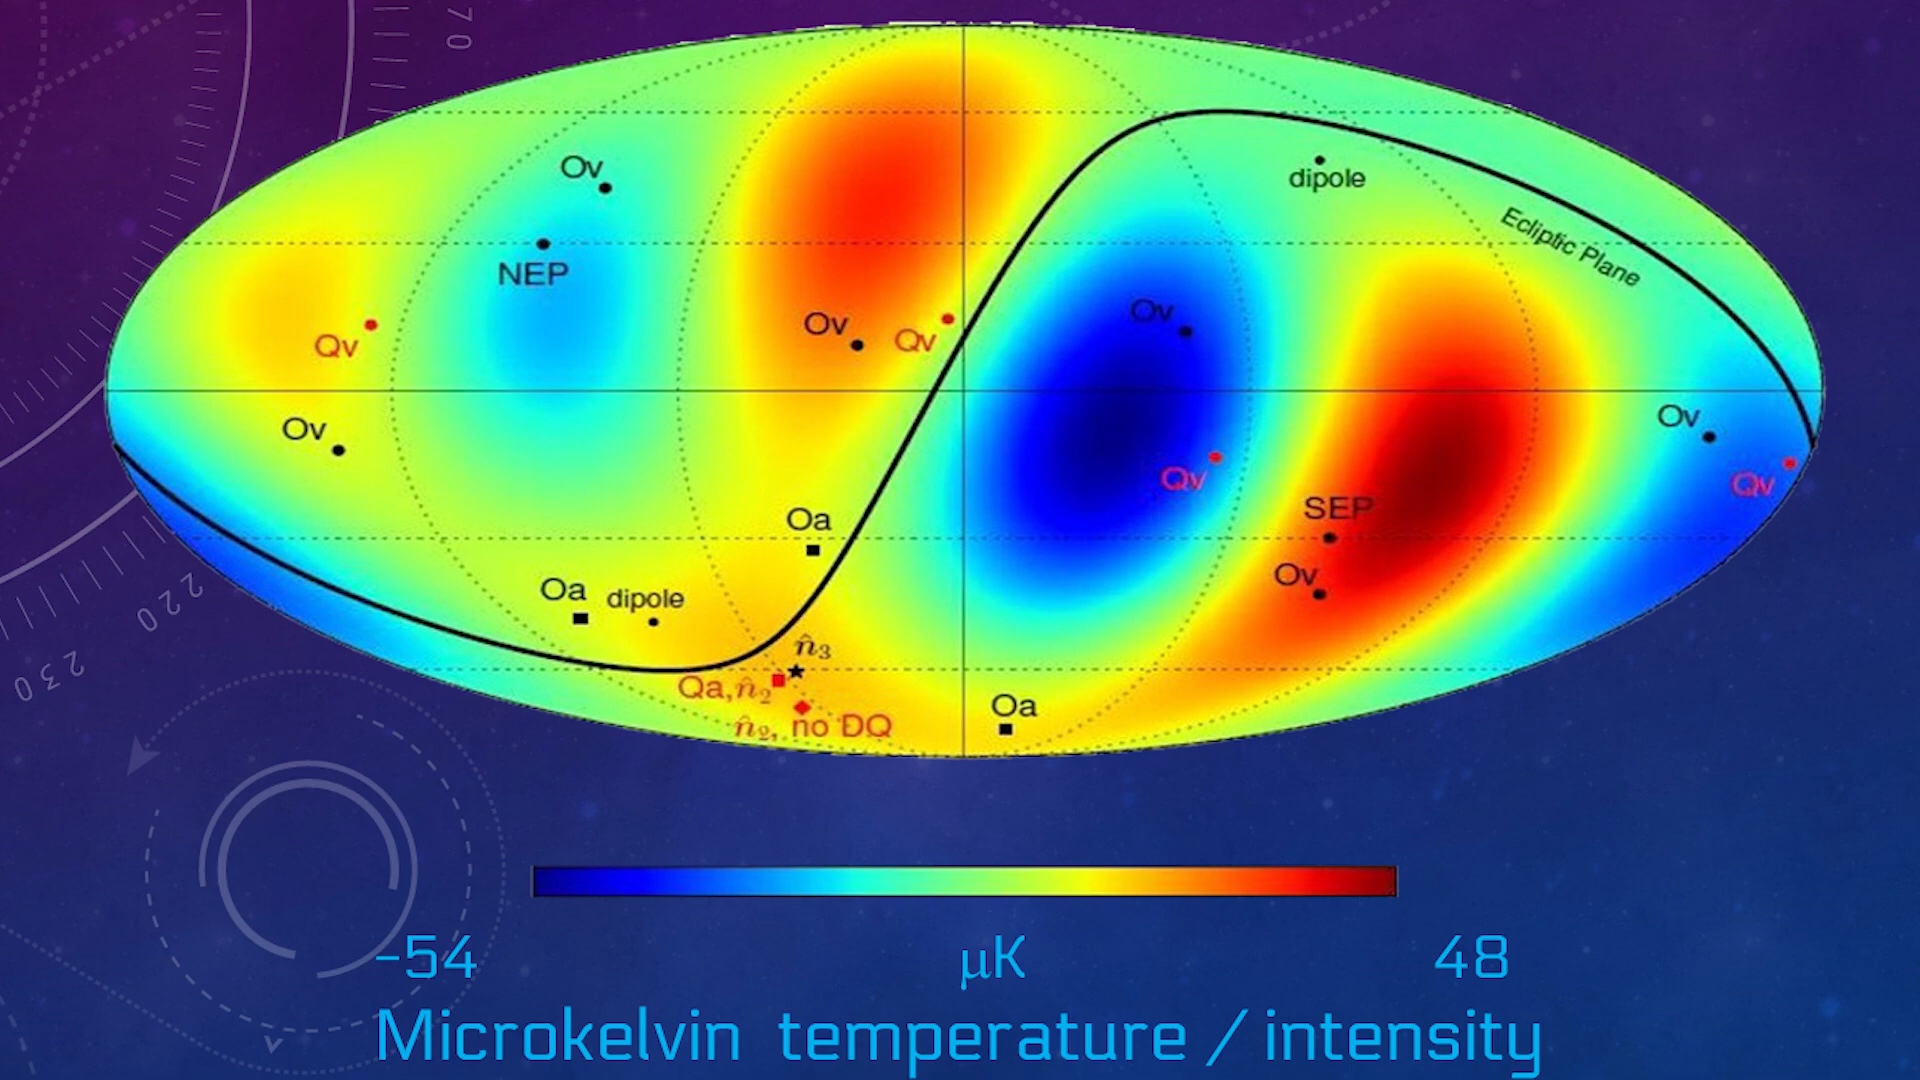 70
Ov
dipole
Ecliptic Plane
NEP
Ov
Ov
Qv
Qv
Ov
Ov
Qv
Qv
SEP
Oa
Ov
Oa
dipole
220
n̂3
230
Qa, n̂2
Oa
n̂2, no DQ
-54
μK
48
Microkelvin temperature / intensity